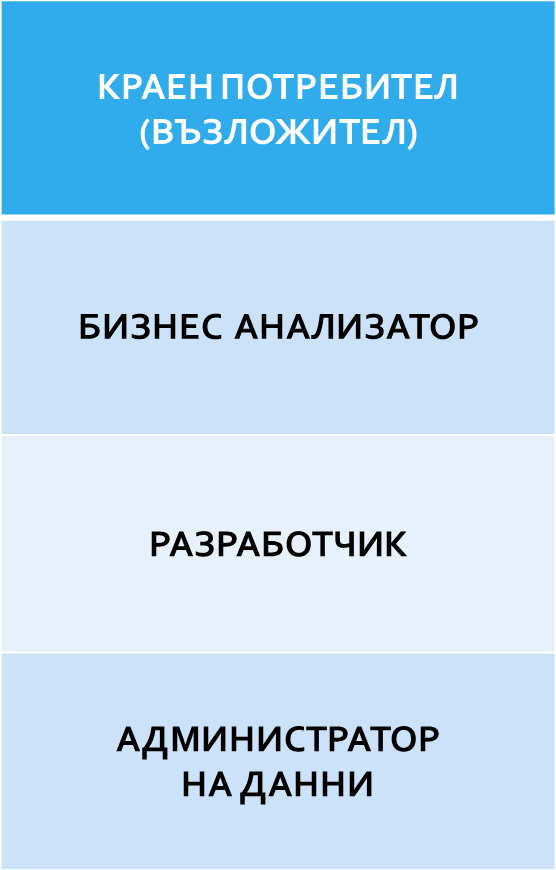 КРАЕН ПОТРЕБИТЕЛ
(ВЪЗЛОЖИТЕЛ)
БИЗНЕС АНАЛИЗАТОР
РАЗРАБОТЧИК
АДМИНИСТРАТОР
НА ДАННИ